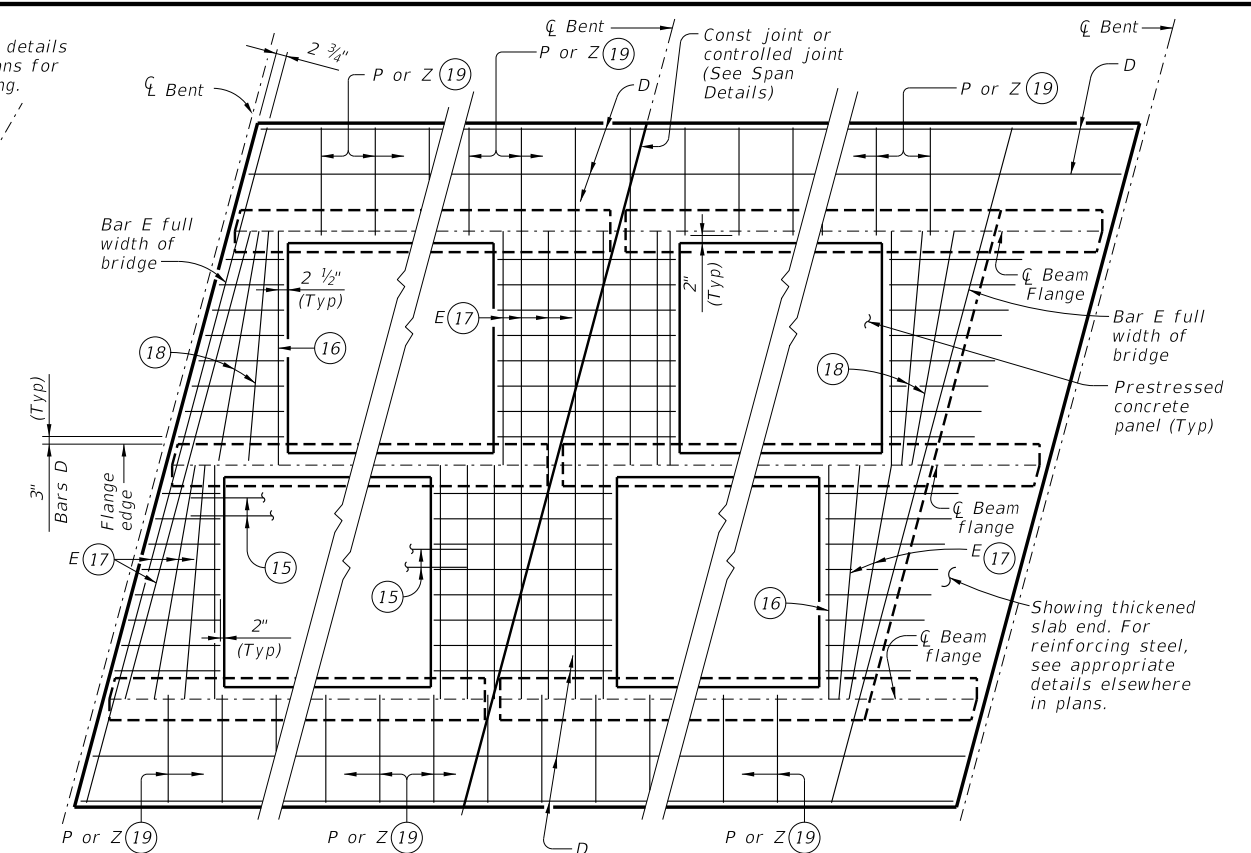 details
ns for
ng.
2 ¾"
℄ Bent
P or Z 19
℄ Bent
P or Z 19
D
Const joint or
controlled joint
(See Span
Details)
℄ Bent
D
P or Z 19
Bar E full
width of
bridge
2 ½"
(Typ)
2"
(Typ)
℄ Beam
Flange
E 17
18
16
18
Bar E full
width of
bridge
Prestressed
concrete
panel (Typ)
(Typ)
3"
Bars D
Flange
edge
℄ Beam
flange
E 17
15
15
E 17
16
2"
(Typ)
℄ Beam
flange
Showing thickened
slab end. For
reinforcing steel,
see appropriate
details elsewhere
in plans.
P or Z 19
P or Z 19
D
P or Z 19